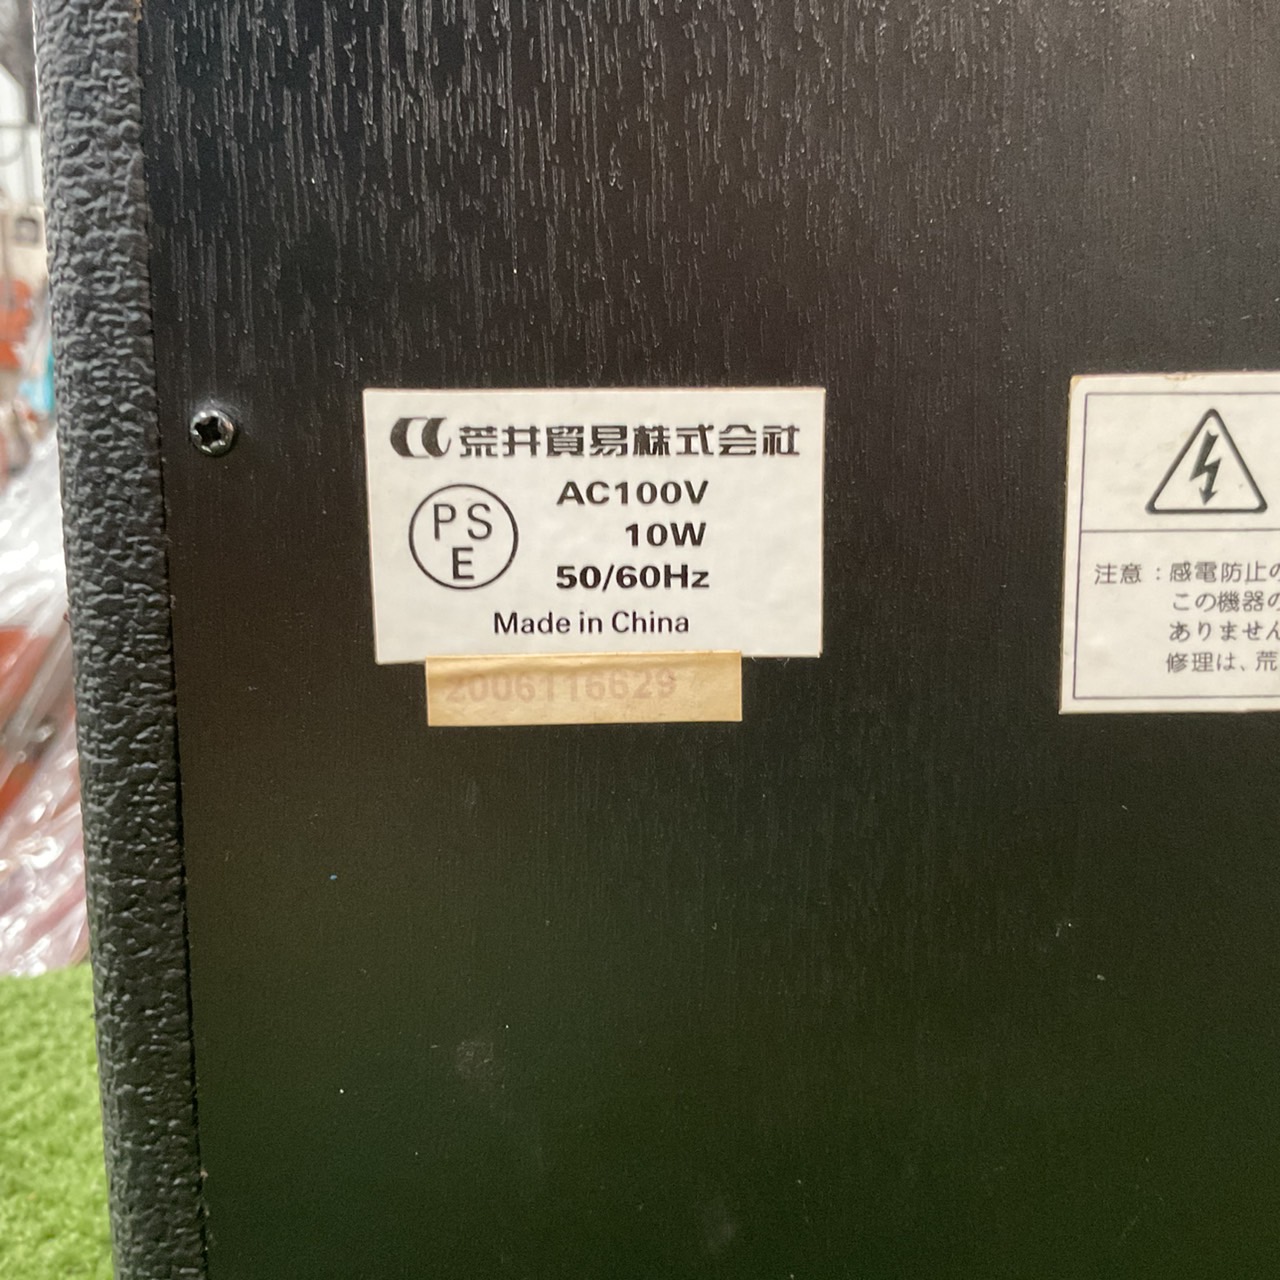 荒井貿易株式会社
PS
E
AC100V
10W
50/60Hz
Made in China
2006116629
注意：感電防止の
この機器の
ありません
修理は、荒